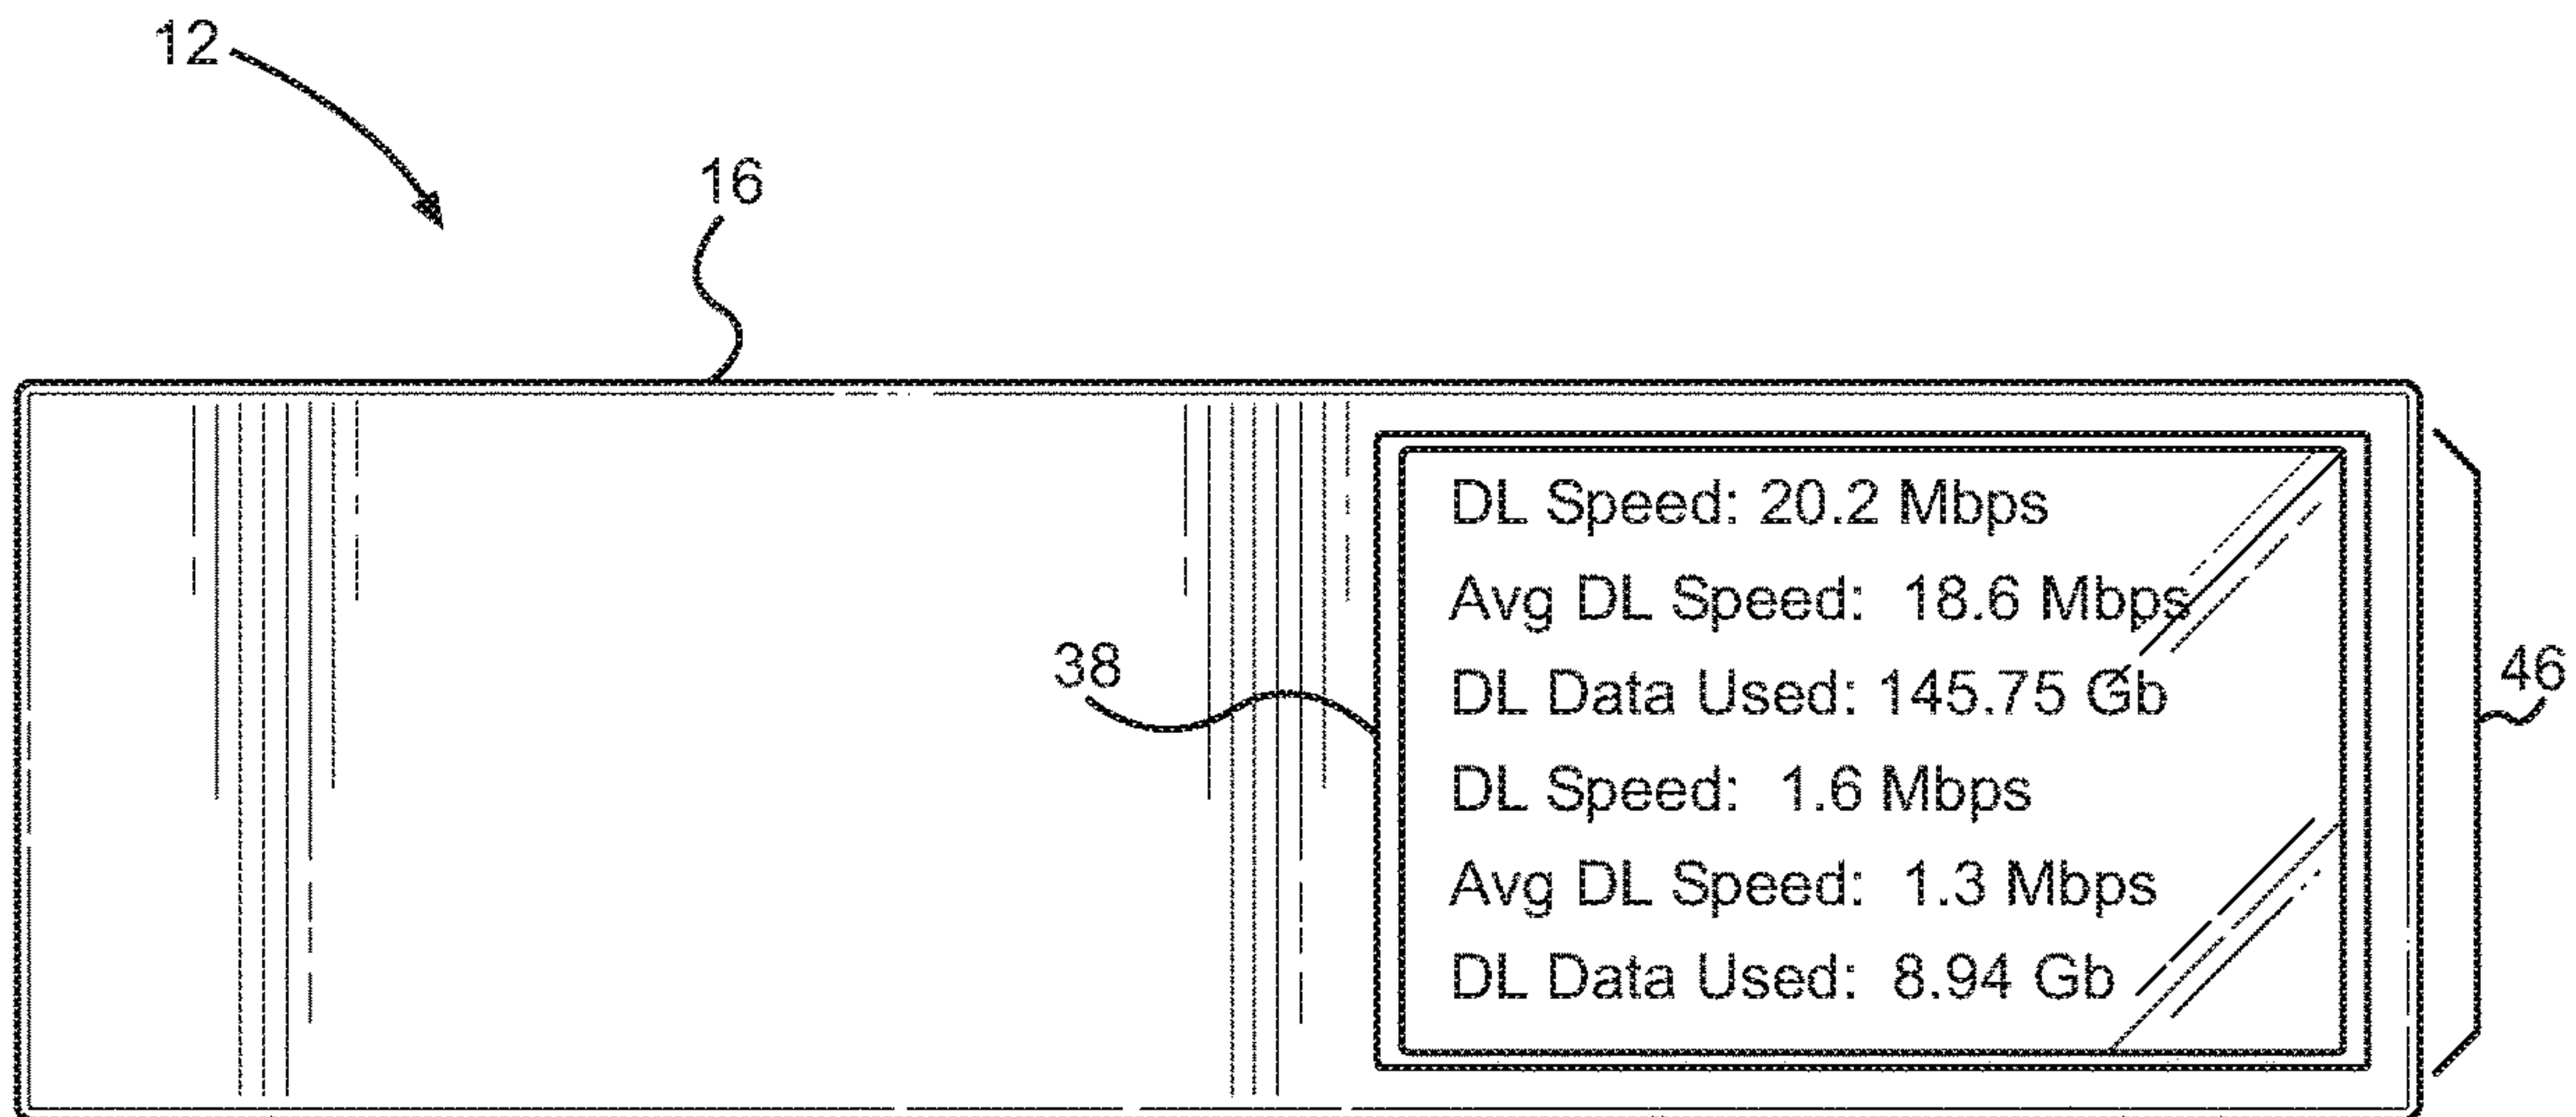 12
16
DL Speed: 20.2 Mbps
Avg DL Speed: 18.6 Mbps
38
DL Data Used: 145.75 Gb
46
DL Speed: 1.6 Mbps
Avg DL Speed: 1.3 Mbps
DL Data Used: 8.94 Gb